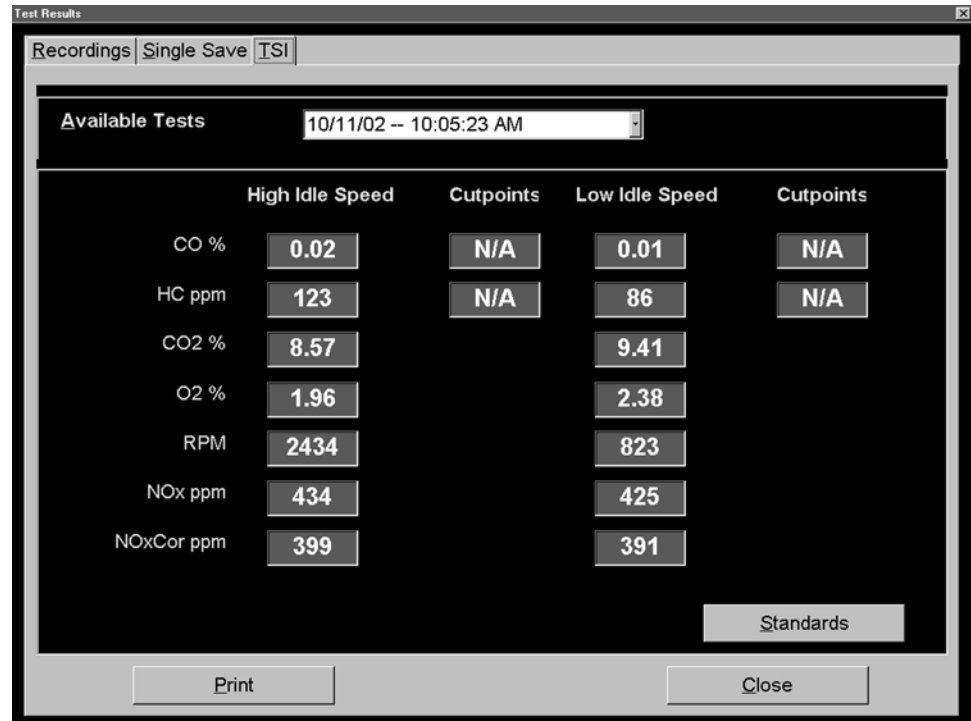 Test Results
Recordings Single Save TSI
Available Tests 10/11/02 -- 10:05:23 AM
High Idle Speed Cutpoints Low Idle Speed Cutpoints
CO % 0.02 N/A 0.01 N/A
HC ppm 123 N/A 86 N/A
CO2 % 8.57 9.41
O2 % 1.96 2.38
RPM 2434 823
NOx ppm 434 425
NOxCor ppm 399 391
Standards
Print Close